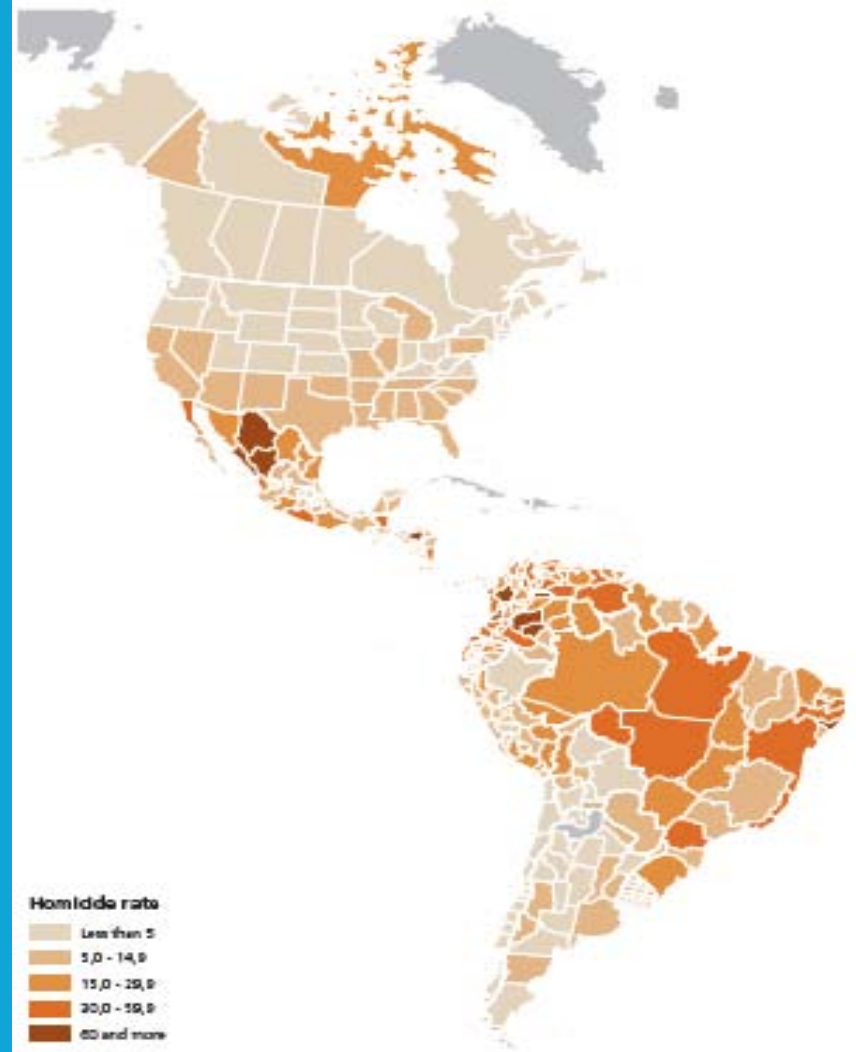 Homicide rate
Less than 5
5,0 - 14,9
15,0 - 29,9
30,0 - 59,9
60 and more